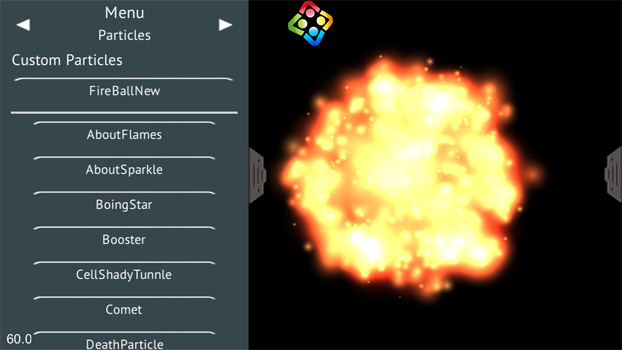 Menu
Particles
Custom Particles
FireBallNew
AboutFlames
AboutSparkle
BoingStar
Booster
CellShadyTunnle
Comet
DeathParticle
60.0